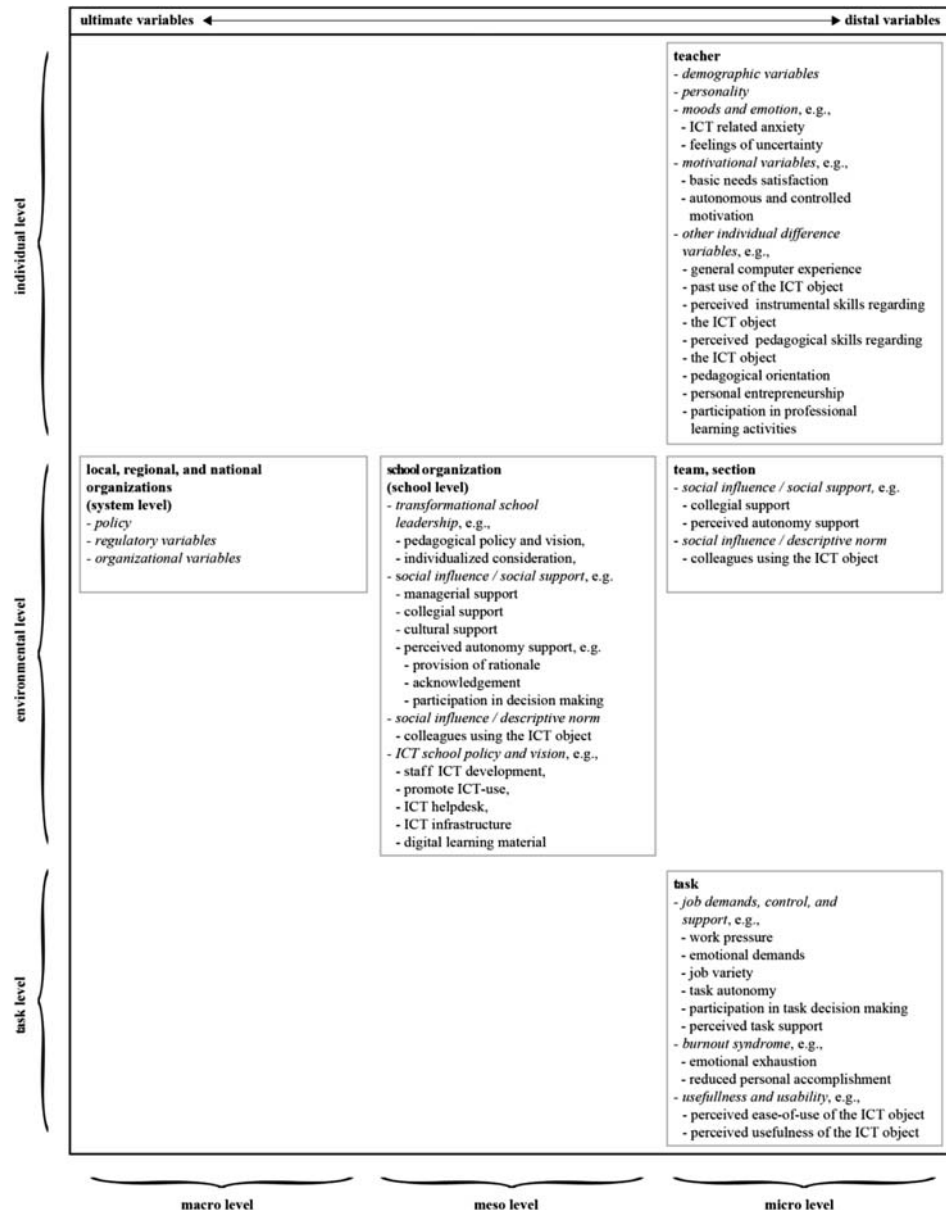 ultimate variables
distal variables
individual level
teacher
- demographic variables
- personality
- moods and emotion, e.g.,
- ICT related anxiety
- feelings of uncertainty
- motivational variables, e.g.,
- basic needs satisfaction
- autonomous and controlled
motivation
- other individual difference
variables, e.g.,
- general computer experience
- past use of the ICT object
- perceived instrumental skills regarding
- the ICT object
- perceived pedagogical skills regarding
- the ICT object
- pedagogical orientation
- personal entrepreneurship
- participation in professional
learning activities
environmental level
local, regional, and national
organizations
(system level)
- policy
- regulatory variables
- organizational variables
school organization
(school level)
- transformational school
leadership, e.g.,
- pedagogical policy and vision,
- individualized consideration,
- social influence / social support, e.g.
- managerial support
- collegial support
- cultural support
- perceived autonomy support, e.g.
- provision of rationale
- acknowledgement
- participation in decision making
- social influence / descriptive norm
- colleagues using the ICT object
- ICT school policy and vision, e.g.,
- staff ICT development,
- promote ICT-use,
- ICT helpdesk,
- ICT infrastructure
- digital learning material
team, section
- social influence / social support, e.g.
- collegial support
- perceived autonomy support
- social influence / descriptive norm
- colleagues using the ICT object
task level
task
- job demands, control, and
support, e.g.,
- work pressure
- emotional demands
- job variety
- task autonomy
- participation in task decision making
- perceived task support
- burnout syndrome, e.g.,
- emotional exhaustion
- reduced personal accomplishment
- usefullness and usability, e.g.,
- perceived ease-of-use of the ICT object
- perceived usefulness of the ICT object
macro level
meso level
micro level